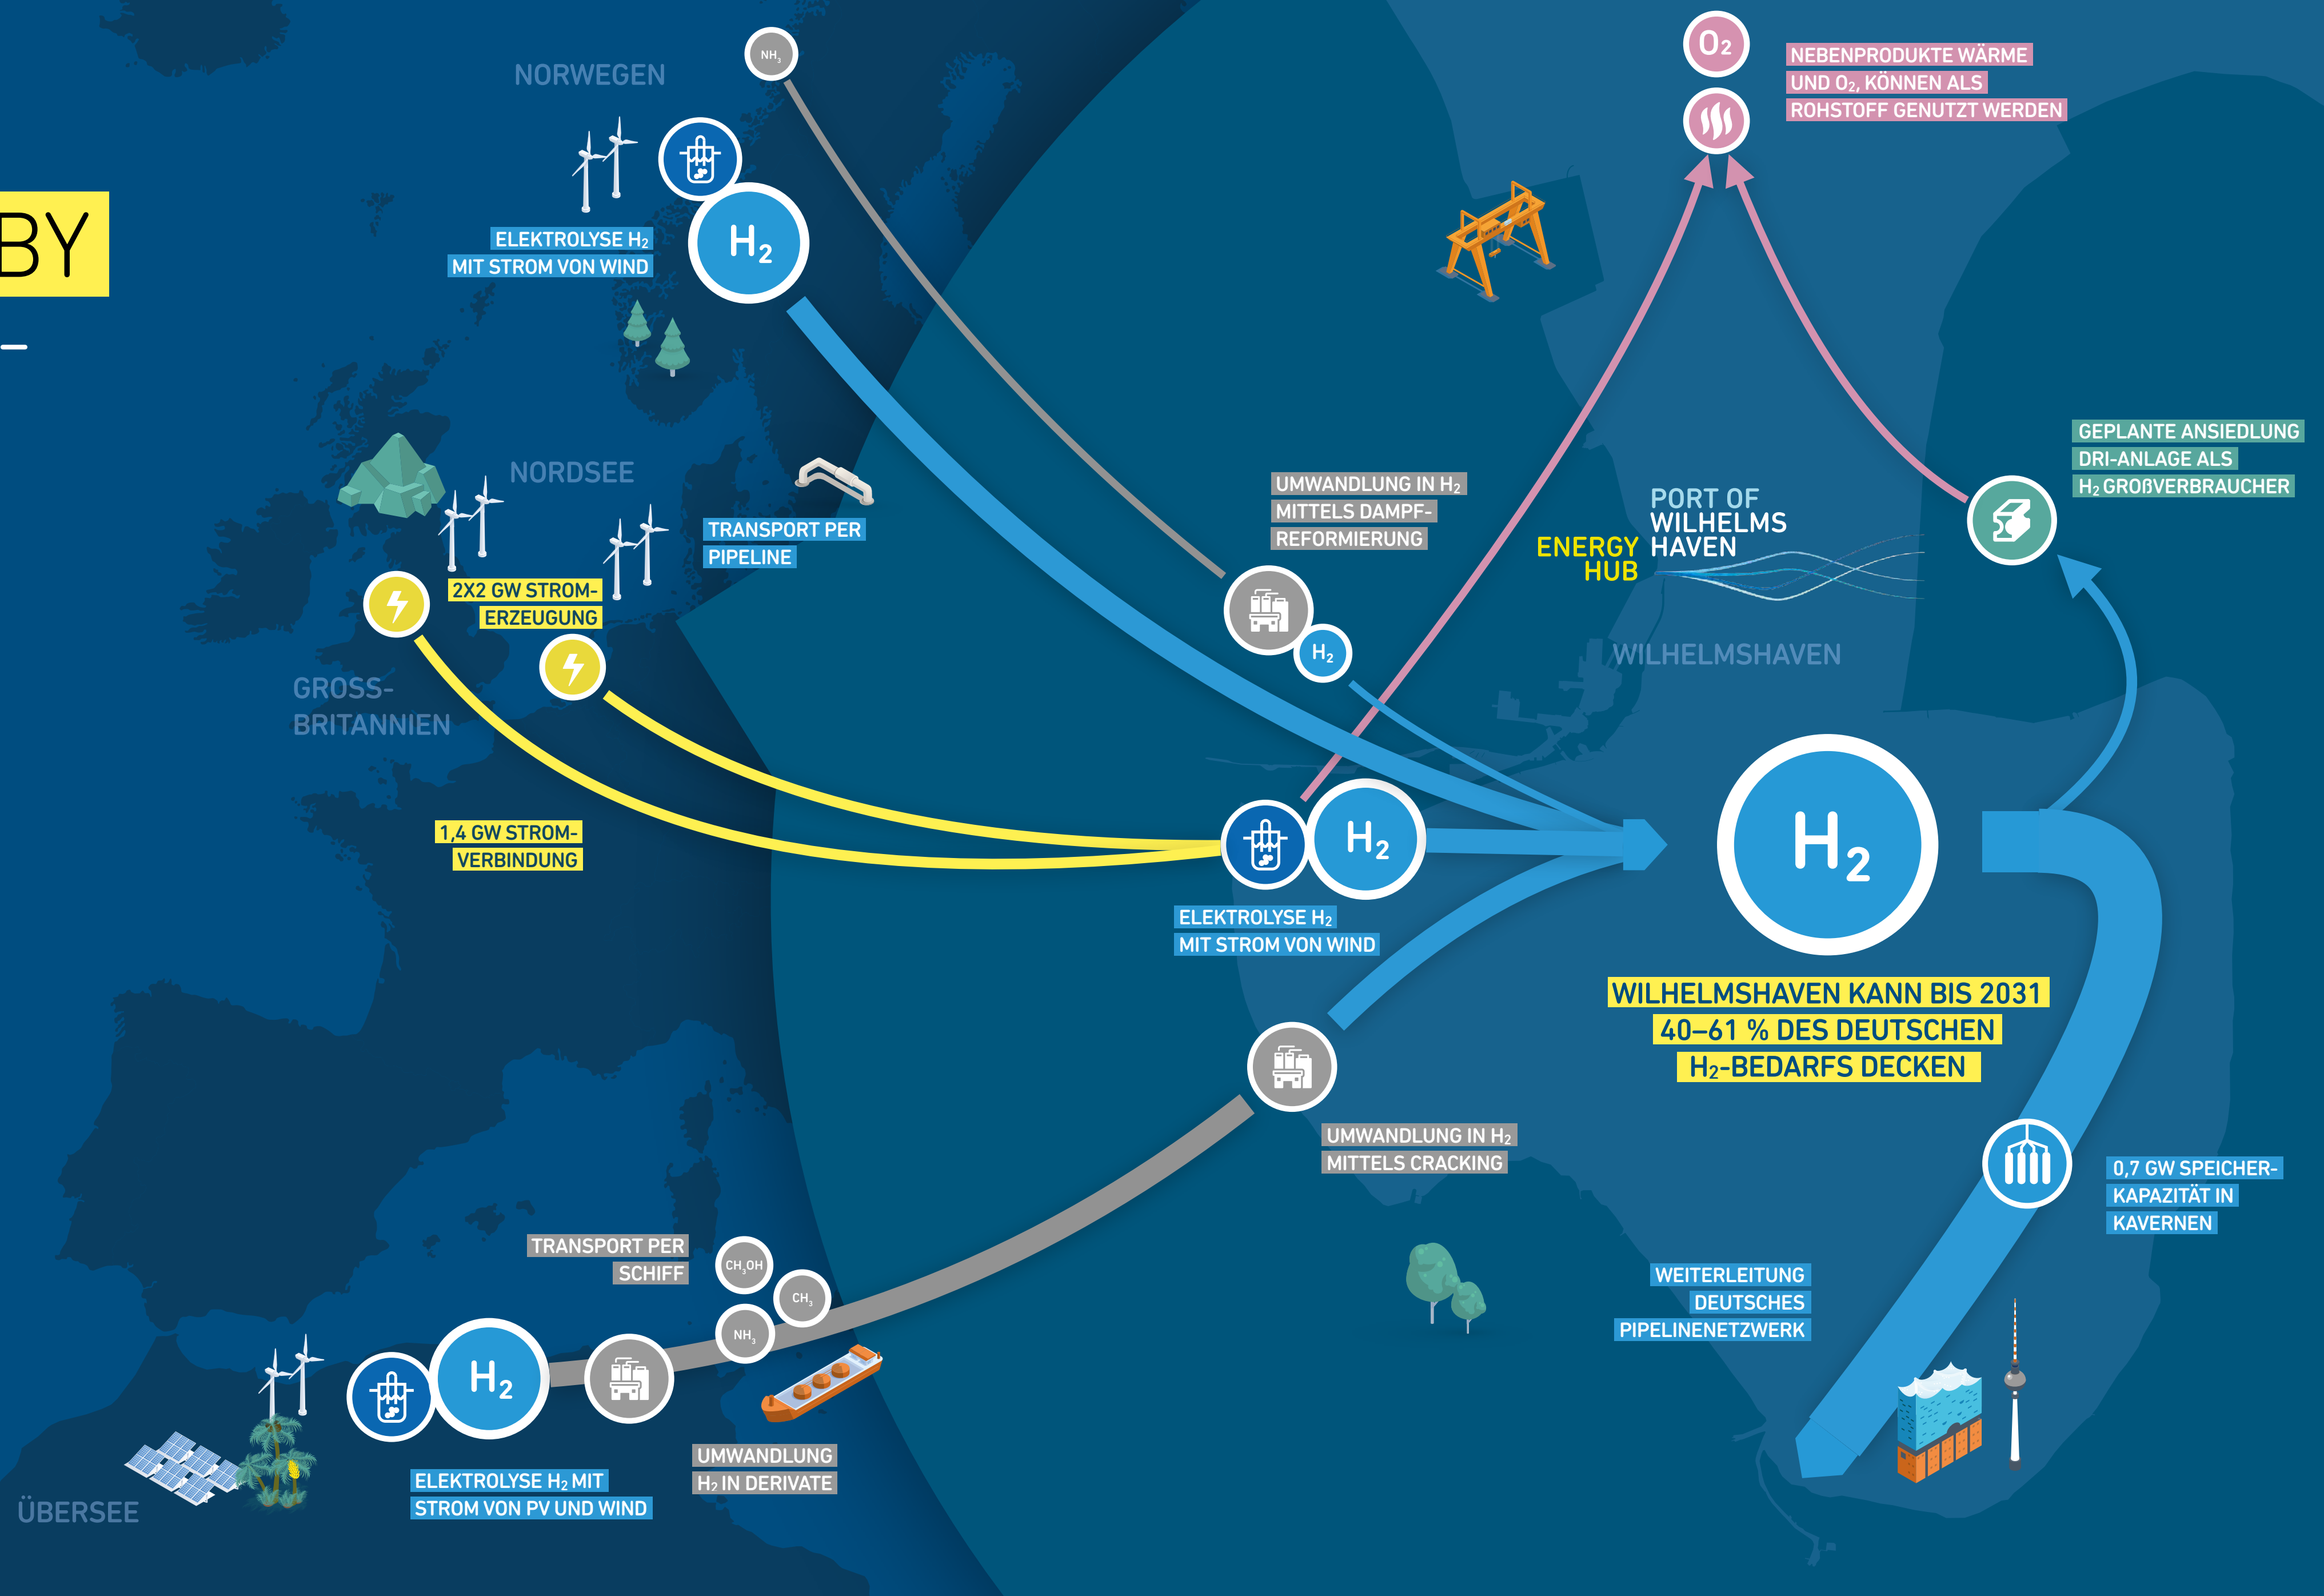 BY
NORWEGEN
NH3
ELEKTROLYSE H2
MIT STROM VON WIND
H2
NORDSEE
TRANSPORT PER
PIPELINE
2X2 GW STROM-
ERZEUGUNG
GROSS-
BRITANNIEN
1,4 GW STROM-
VERBINDUNG
O2
NEBENPRODUKTE WÄRME
UND O2, KÖNNEN ALS
ROHSTOFF GENUTZT WERDEN
UMWANDLUNG IN H2
MITTELS DAMPF-
REFORMIERUNG
H2
PORT OF
WILHELMS
ENERGY HAVEN
HUB
GEPLANTE ANSIEDLUNG
DRI-ANLAGE ALS
H2 GROßVERBRAUCHER
WILHELMSHAVEN
H2
ELEKTROLYSE H2
MIT STROM VON WIND
H2
WILHELMSHAVEN KANN BIS 2031
40–61 % DES DEUTSCHEN
H2-BEDARFS DECKEN
UMWANDLUNG IN H2
MITTELS CRACKING
0,7 GW SPEICHER-
KAPAZITÄT IN
KAVERNEN
WEITERLEITUNG
DEUTSCHES
PIPELINENETZWERK
TRANSPORT PER
SCHIFF
CH3OH
CH3
NH3
H2
UMWANDLUNG
H2 IN DERIVATE
ELEKTROLYSE H2 MIT
STROM VON PV UND WIND
ÜBERSEE